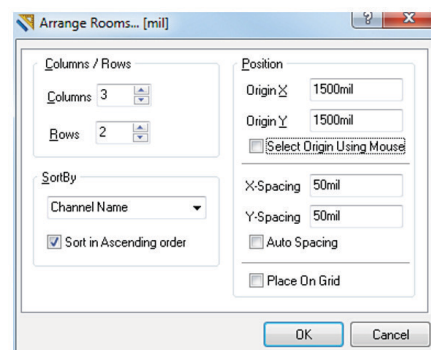 Arrange Rooms... [mil]
Columns / Rows
Columns 3
Rows 2
SortBy
Channel Name
Sort in Ascending order
Position
Origin X 1500mil
Origin Y 1500mil
Select Origin Using Mouse
X-Spacing 50mil
Y-Spacing 50mil
Auto Spacing
Place On Grid
OK Cancel